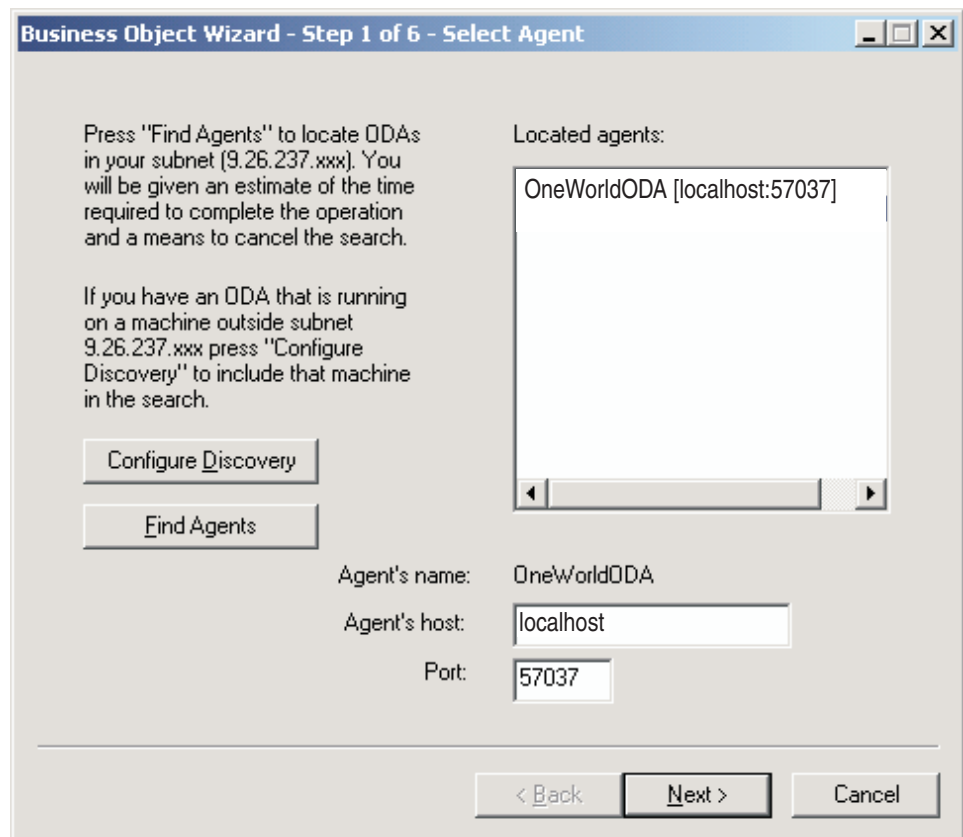 Business Object Wizard - Step 1 of 6 - Select Agent
Press "Find Agents" to locate ODAs
in your subnet (9.26.237.xxx). You
will be given an estimate of the time
required to complete the operation
and a means to cancel the search.
If you have an ODA that is running
on a machine outside subnet
9.26.237.xxx press "Configure
Discovery" to include that machine
in the search.
Configure Discovery
Find Agents
Located agents:
OneWorldODA [localhost:57037]
Agent's name: OneWorldODA
Agent's host: localhost
Port: 57037
< Back Next > Cancel